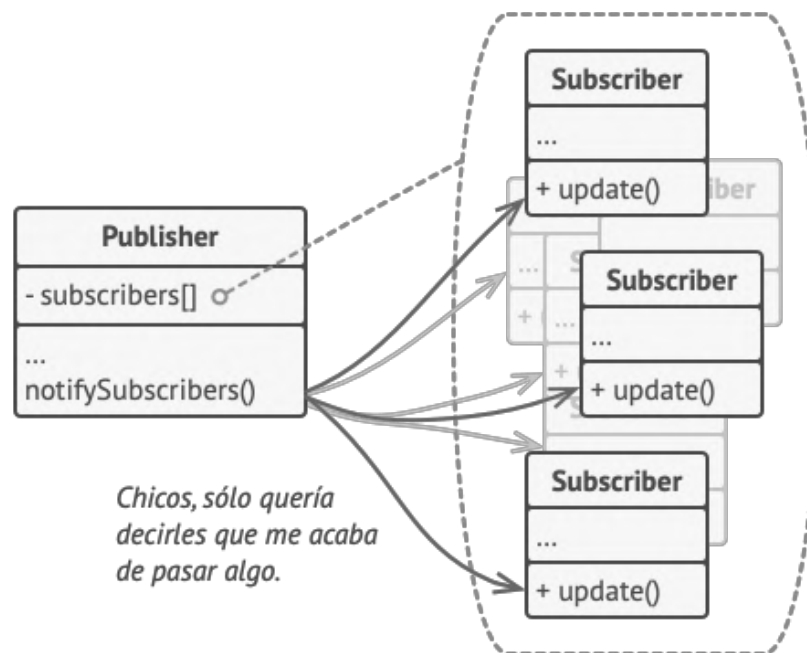 Publisher
- subscribers[]
...
notifySubscribers()
Chicos, sólo quería
decirles que me acaba
de pasar algo.
Subscriber
...
+ update()
Subscriber
...
+ update()
Subscriber
...
+ update()